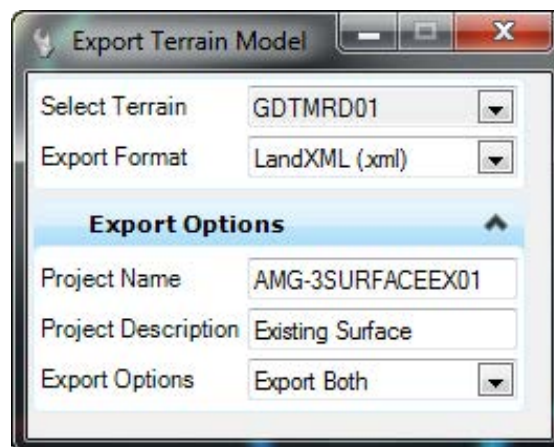 Export Terrain Model
Select Terrain GDTMRD01
Export Format LandXML (.xml)
Export Options
Project Name AMG-3SURFACEEX01
Project Description Existing Surface
Export Options Export Both